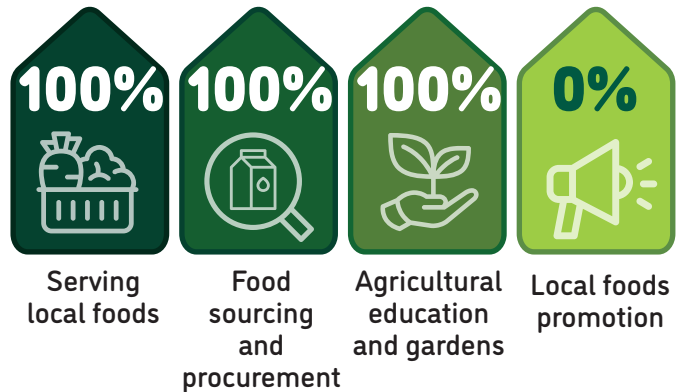 100%
100%
100%
0%
Serving
local foods
Food
sourcing
and
procurement
Agricultural
education
and gardens
Local foods
promotion